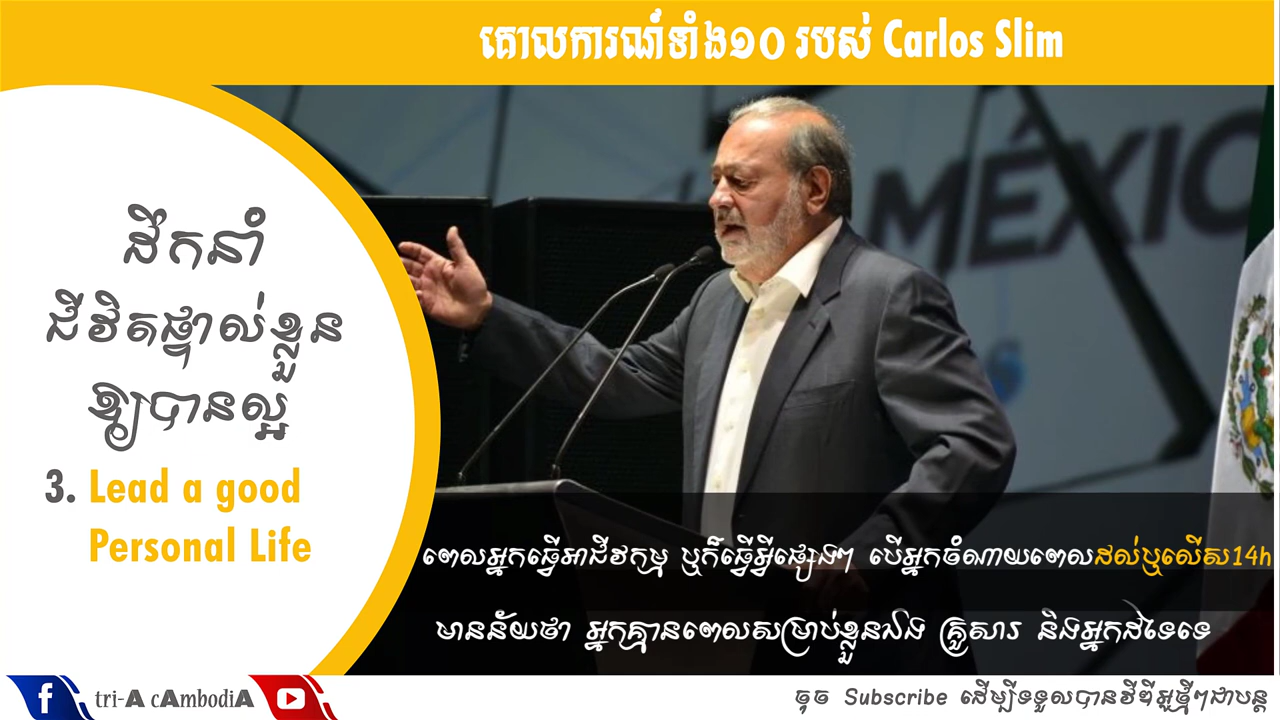 គោលការណ៍ទាំង១០ របស់ Carlos Slim
MÉXICO
ដឹកនាំ
ជីវិតផ្ទាល់ខ្លួន
ឱ្យបានល្អ
3. Lead a good
Personal Life
ពេលអ្នកធ្វើអាជីវកម្ម ឬក៏ធ្វើអ្វីផ្សេងៗ បើអ្នកចំណាយពេលដល់ឬលើស14h
មានន័យថា អ្នកគ្មានពេលសម្រាប់ខ្លួនឯង គ្រួសារ និងអ្នកដទៃទេ
tri-A cAmbodiA
ចុច Subscribe ដើម្បីទទួលបានវីឌីអូថ្មីៗជាបន្ត